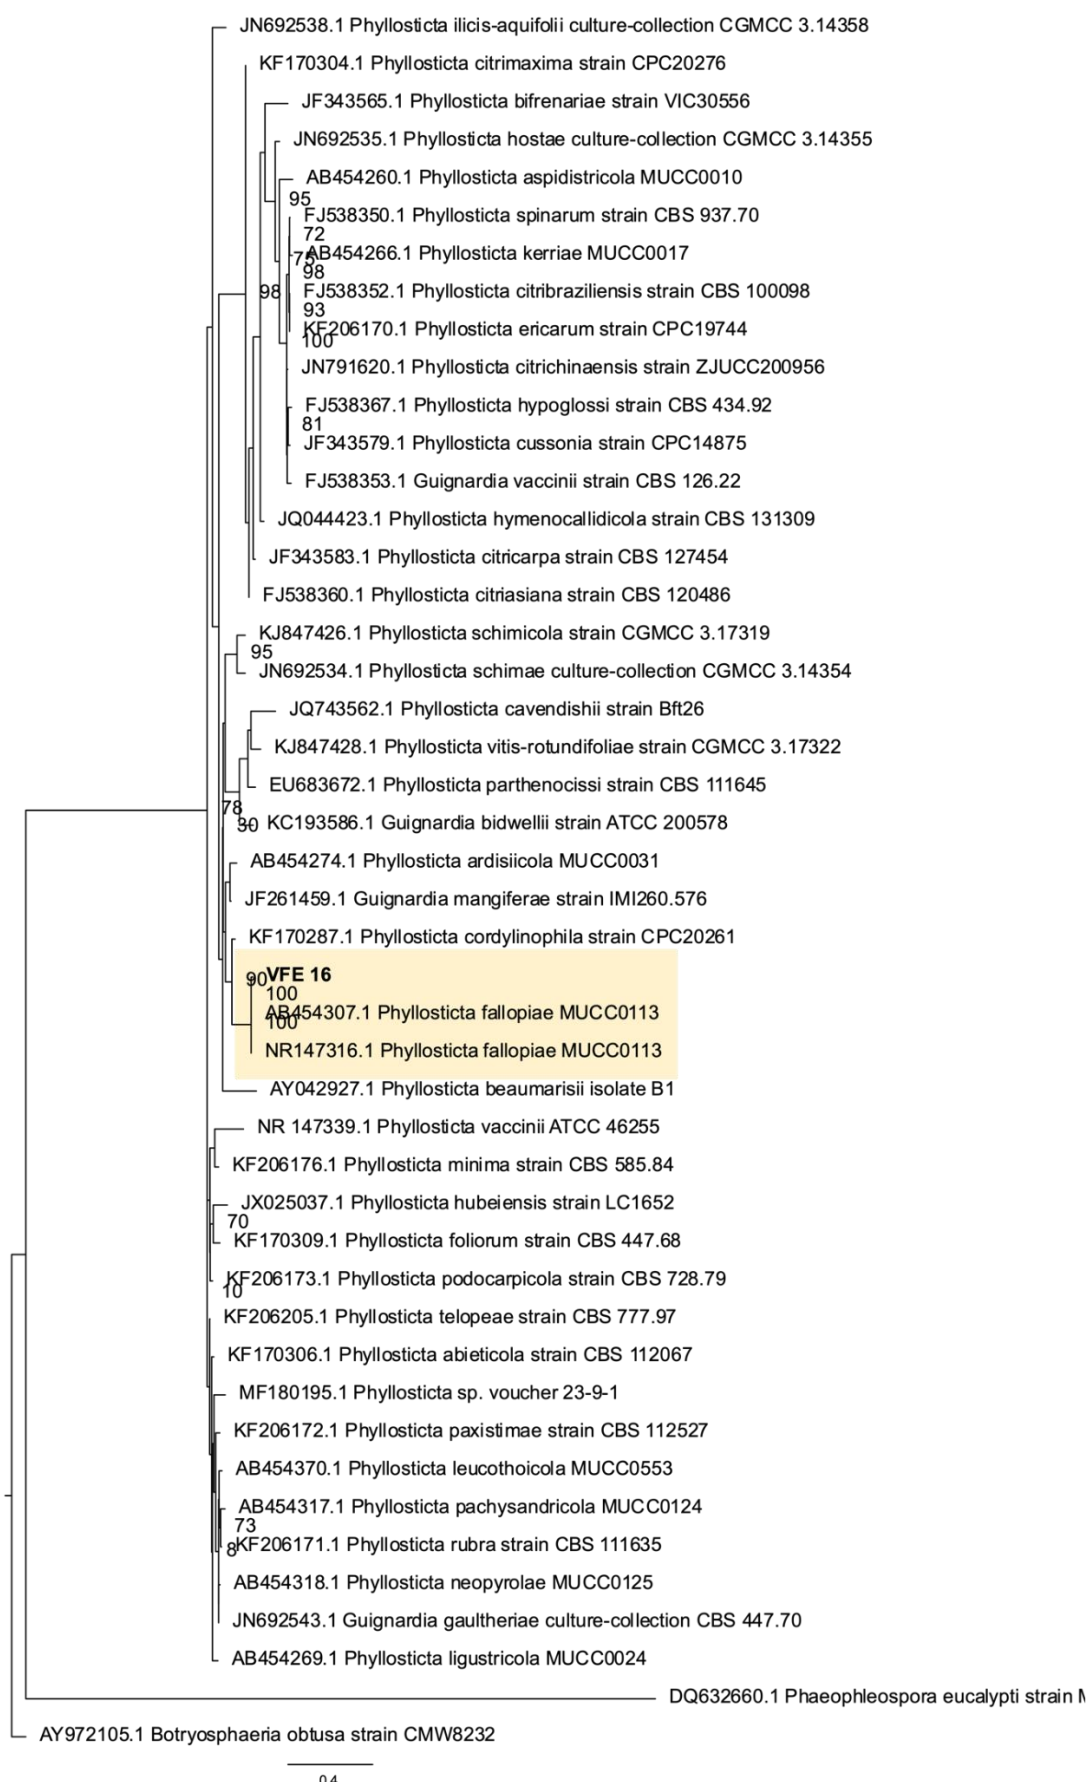 JN692538.1 Phyllosticta ilicis-aquifolii culture-collection CGMCC 3.14358
KF170304.1 Phyllosticta citrimaxima strain CPC20276
JF343565.1 Phyllosticta bifrenariae strain VIC30556
JN692535.1 Phyllosticta hostae culture-collection CGMCC 3.14355
AB454260.1 Phyllosticta aspidistricola MUCC0010
95
FJ538350.1 Phyllosticta spinarum strain CBS 937.70
72
AB454266.1 Phyllosticta kerriae MUCC0017
75
98
98
FJ538352.1 Phyllosticta citribraziliensis strain CBS 100098
93
KF206170.1 Phyllosticta ericarum strain CPC19744
100
JN791620.1 Phyllosticta citrichinaensis strain ZJUCC200956
FJ538367.1 Phyllosticta hypoglossi strain CBS 434.92
81
JF343579.1 Phyllosticta cussonia strain CPC14875
FJ538353.1 Guignardia vaccinii strain CBS 126.22
JQ044423.1 Phyllosticta hymenocallidicola strain CBS 131309
JF343583.1 Phyllosticta citricarpa strain CBS 127454
FJ538360.1 Phyllosticta citriasiana strain CBS 120486
KJ847426.1 Phyllosticta schimicola strain CGMCC 3.17319
95
JN692534.1 Phyllosticta schimae culture-collection CGMCC 3.14354
JQ743562.1 Phyllosticta cavendishii strain Bft26
KJ847428.1 Phyllosticta vitis-rotundifoliae strain CGMCC 3.17322
EU683672.1 Phyllosticta parthenocissi strain CBS 111645
78
30 KC193586.1 Guignardia bidwellii strain ATCC 200578
AB454274.1 Phyllosticta ardisiicola MUCC0031
JF261459.1 Guignardia mangiferae strain IMI260.576
KF170287.1 Phyllosticta cordylinophila strain CPC20261
90 VFE 16
100
AB454307.1 Phyllosticta fallopiae MUCC0113
100
NR147316.1 Phyllosticta fallopiae MUCC0113
AY042927.1 Phyllosticta beaumarisii isolate B1
NR 147339.1 Phyllosticta vaccinii ATCC 46255
KF206176.1 Phyllosticta minima strain CBS 585.84
JX025037.1 Phyllosticta hubeiensis strain LC1652
70
KF170309.1 Phyllosticta foliorum strain CBS 447.68
KF206173.1 Phyllosticta podocarpicola strain CBS 728.79
10
KF206205.1 Phyllosticta telopeae strain CBS 777.97
KF170306.1 Phyllosticta abieticola strain CBS 112067
MF180195.1 Phyllosticta sp. voucher 23-9-1
KF206172.1 Phyllosticta paxistimae strain CBS 112527
AB454370.1 Phyllosticta leucothoicola MUCC0553
AB454317.1 Phyllosticta pachysandricola MUCC0124
73
8 KF206171.1 Phyllosticta rubra strain CBS 111635
AB454318.1 Phyllosticta neopyrolae MUCC0125
JN692543.1 Guignardia gaultheriae culture-collection CBS 447.70
AB454269.1 Phyllosticta ligustricola MUCC0024
DQ632660.1 Phaeophleospora eucalypti strain
AY972105.1 Botryosphaeria obtusa strain CMW8232
0.4